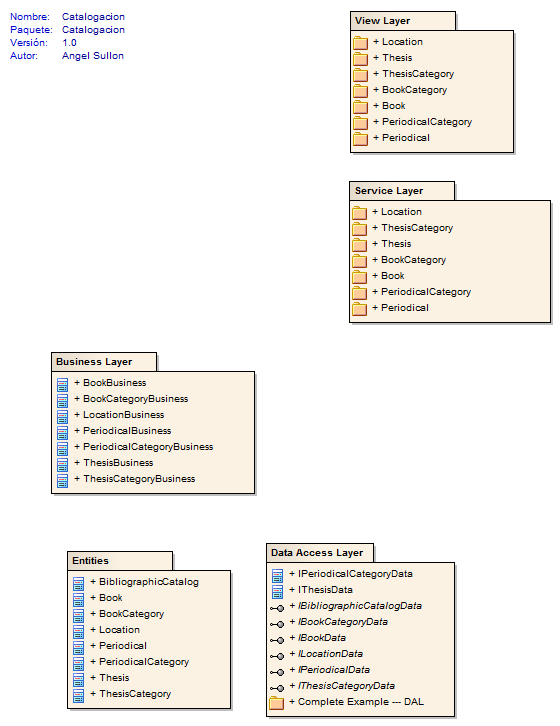 Nombre: Catalogacion
Paquete: Catalogacion
Versión: 1.0
Autor: Angel Sullon
View Layer
+ Location
+ Thesis
+ ThesisCategory
+ BookCategory
+ Book
+ PeriodicalCategory
+ Periodical
Service Layer
+ Location
+ ThesisCategory
+ Thesis
+ BookCategory
+ Book
+ PeriodicalCategory
+ Periodical
Business Layer
+ BookBusiness
+ BookCategoryBusiness
+ LocationBusiness
+ PeriodicalBusiness
+ PeriodicalCategoryBusiness
+ ThesisBusiness
+ ThesisCategoryBusiness
Entities
+ BibliographicCatalog
+ Book
+ BookCategory
+ Location
+ Periodical
+ PeriodicalCategory
+ Thesis
+ ThesisCategory
Data Access Layer
+ IPeriodicalCategoryData
+ IThesisData
+ IBibliographicCatalogData
+ IBookCategoryData
+ IBookData
+ ILocationData
+ IPeriodicalData
+ IThesisCategoryData
+ Complete Example --- DAL